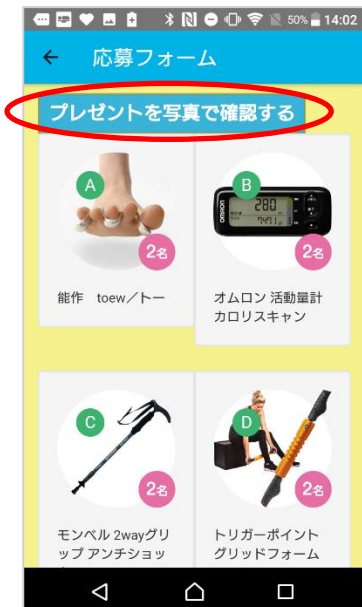 50% 14:02
応募フォーム
プレゼントを写真で確認する
A
B
OMRON
280
7471
2名
2名
能作 toew／トー
オムロン 活動量計
カロリスキャン
C
D
2名
2名
モンベル 2wayグリ
ップ アンチショッ
トリガーポイント
グリッドフォーム